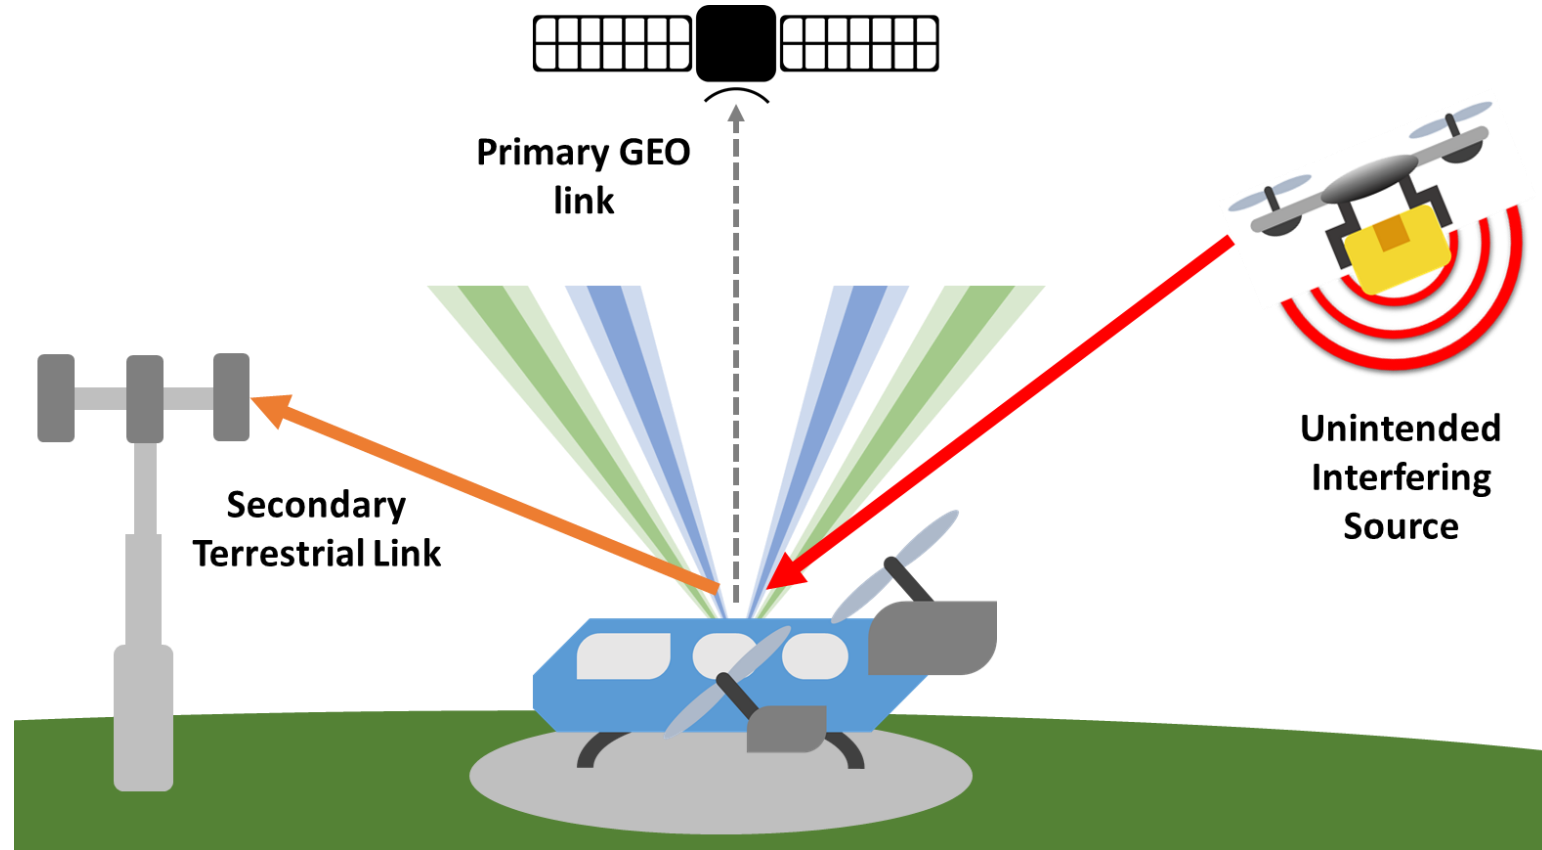 Primary GEO
link
Secondary
Terrestrial Link
Unintended
Interfering
Source